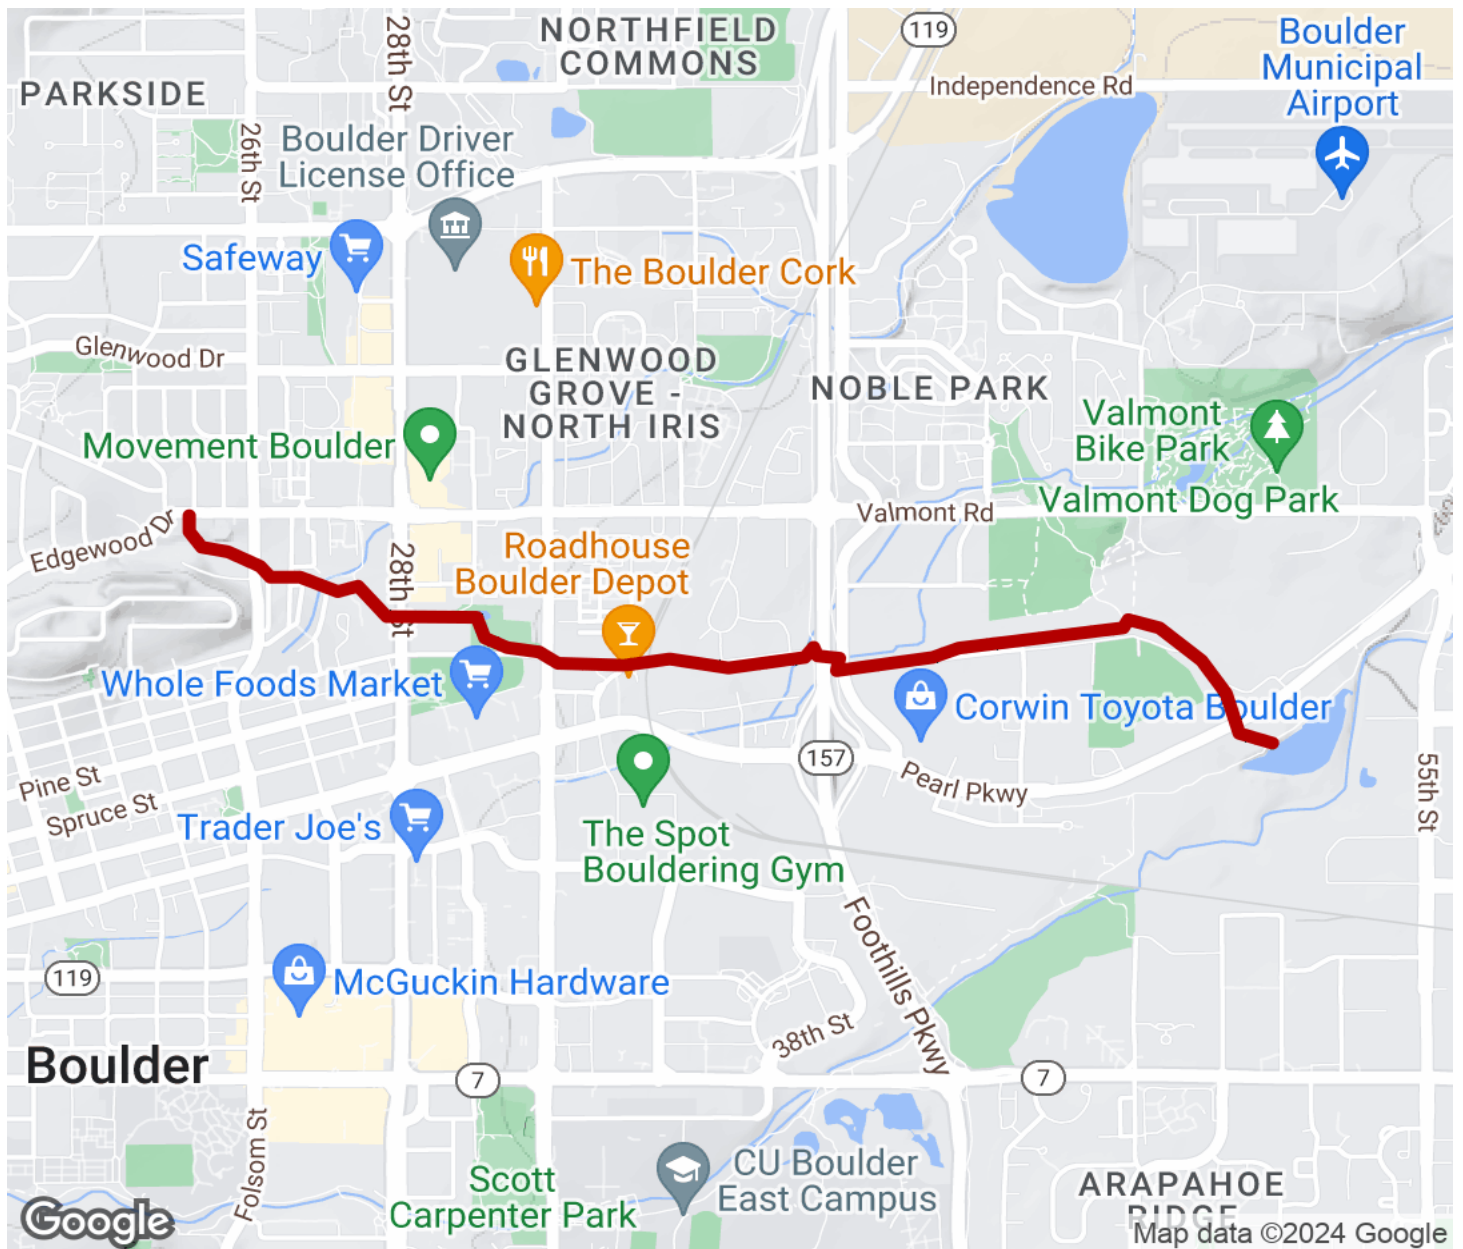 NORTHFIELD
COMMONS
119
Boulder
Municipal
Airport
28th St
Independence Rd
PARKSIDE
26th St
Boulder Driver
License Office
Safeway
The Boulder Cork
Glenwood Dr
GLENWOOD
GROVE -
NORTH IRIS
NOBLE PARK
Valmont
Bike Park
Movement Boulder
Valmont Dog Park
Valmont Rd
Edgewood Dr
28th St
Roadhouse
Boulder Depot
Whole Foods Market
Corwin Toyota Boulder
157
Pearl Pkwy
Pine St
Spruce St
55th St
Trader Joe's
The Spot
Bouldering Gym
Foothills Pkwy
119
McGuckin Hardware
38th St
Boulder
7
7
Folsom St
CU Boulder
East Campus
Scott
Carpenter Park
ARAPAHOE
RIDGE
Google
Map data ©2024 Google